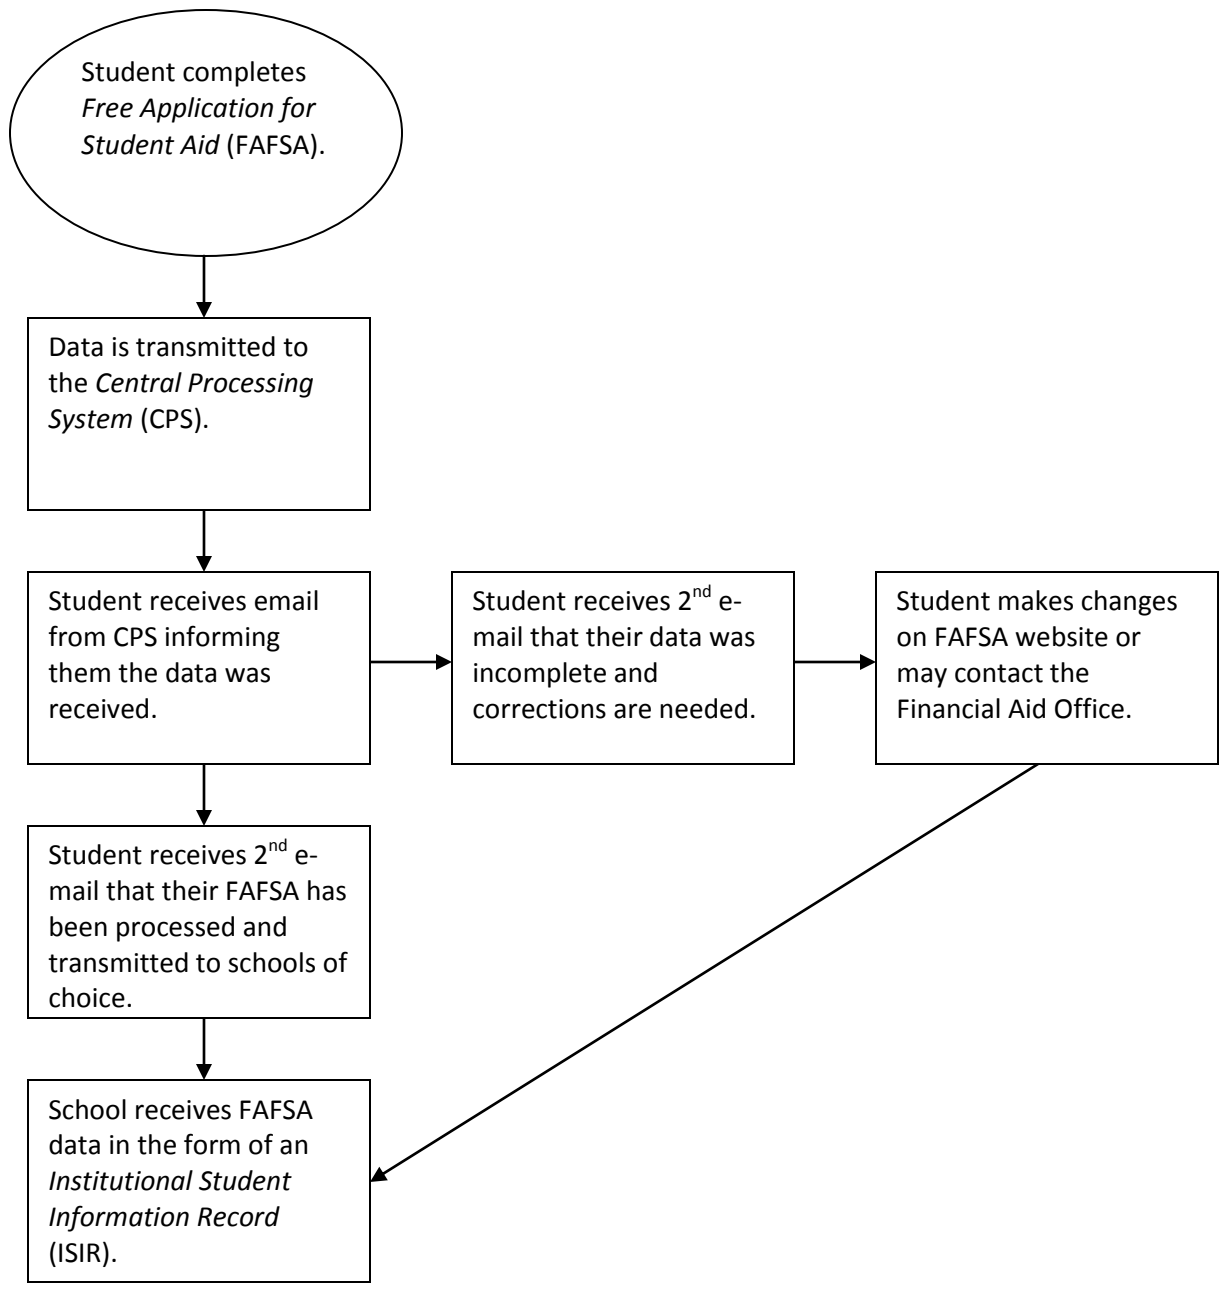 Student completes
Free Application for
Student Aid (FAFSA).
Data is transmitted to
the Central Processing
System (CPS).
Student receives email
from CPS informing
them the data was
received.
Student receives 2nd e-
mail that their data was
incomplete and
corrections are needed.
Student makes changes
on FAFSA website or
may contact the
Financial Aid Office.
Student receives 2nd e-
mail that their FAFSA has
been processed and
transmitted to schools of
choice.
School receives FAFSA
data in the form of an
Institutional Student
Information Record
(ISIR).